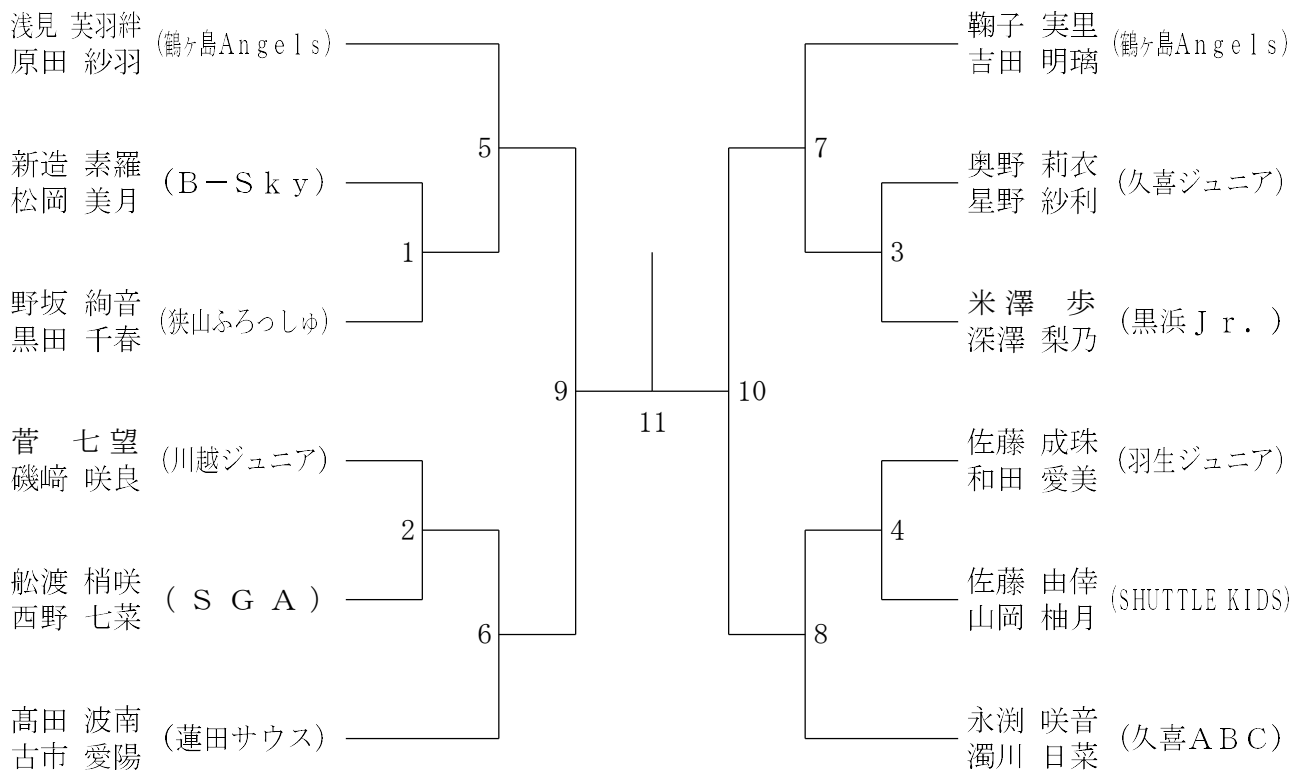 浅見 芙羽絆
原田 紗羽
(鶴ヶ島Ａｎｇｅｌｓ)
5
新造 素羅
松岡 美月
(Ｂ－Ｓｋｙ)
1
野坂 絢音
黒田 千春
(狭山ふろっしゅ)
9
菅 七望
磯﨑 咲良
(川越ジュニア)
2
舩渡 梢咲
西野 七菜
(ＳＧＡ)
6
髙田 波南
古市 愛陽
(蓮田サウス)
11
鞠子 実里
吉田 明璃
(鶴ヶ島Ａｎｇｅｌｓ)
7
奥野 莉衣
星野 紗利
(久喜ジュニア)
3
米澤 歩
深澤 梨乃
(黒浜Ｊｒ．)
10
佐藤 成珠
和田 愛美
(羽生ジュニア)
4
佐藤 由倖
山岡 柚月
(SHUTTLE KIDS)
8
永渕 咲音
濁川 日菜
(久喜ＡＢＣ)